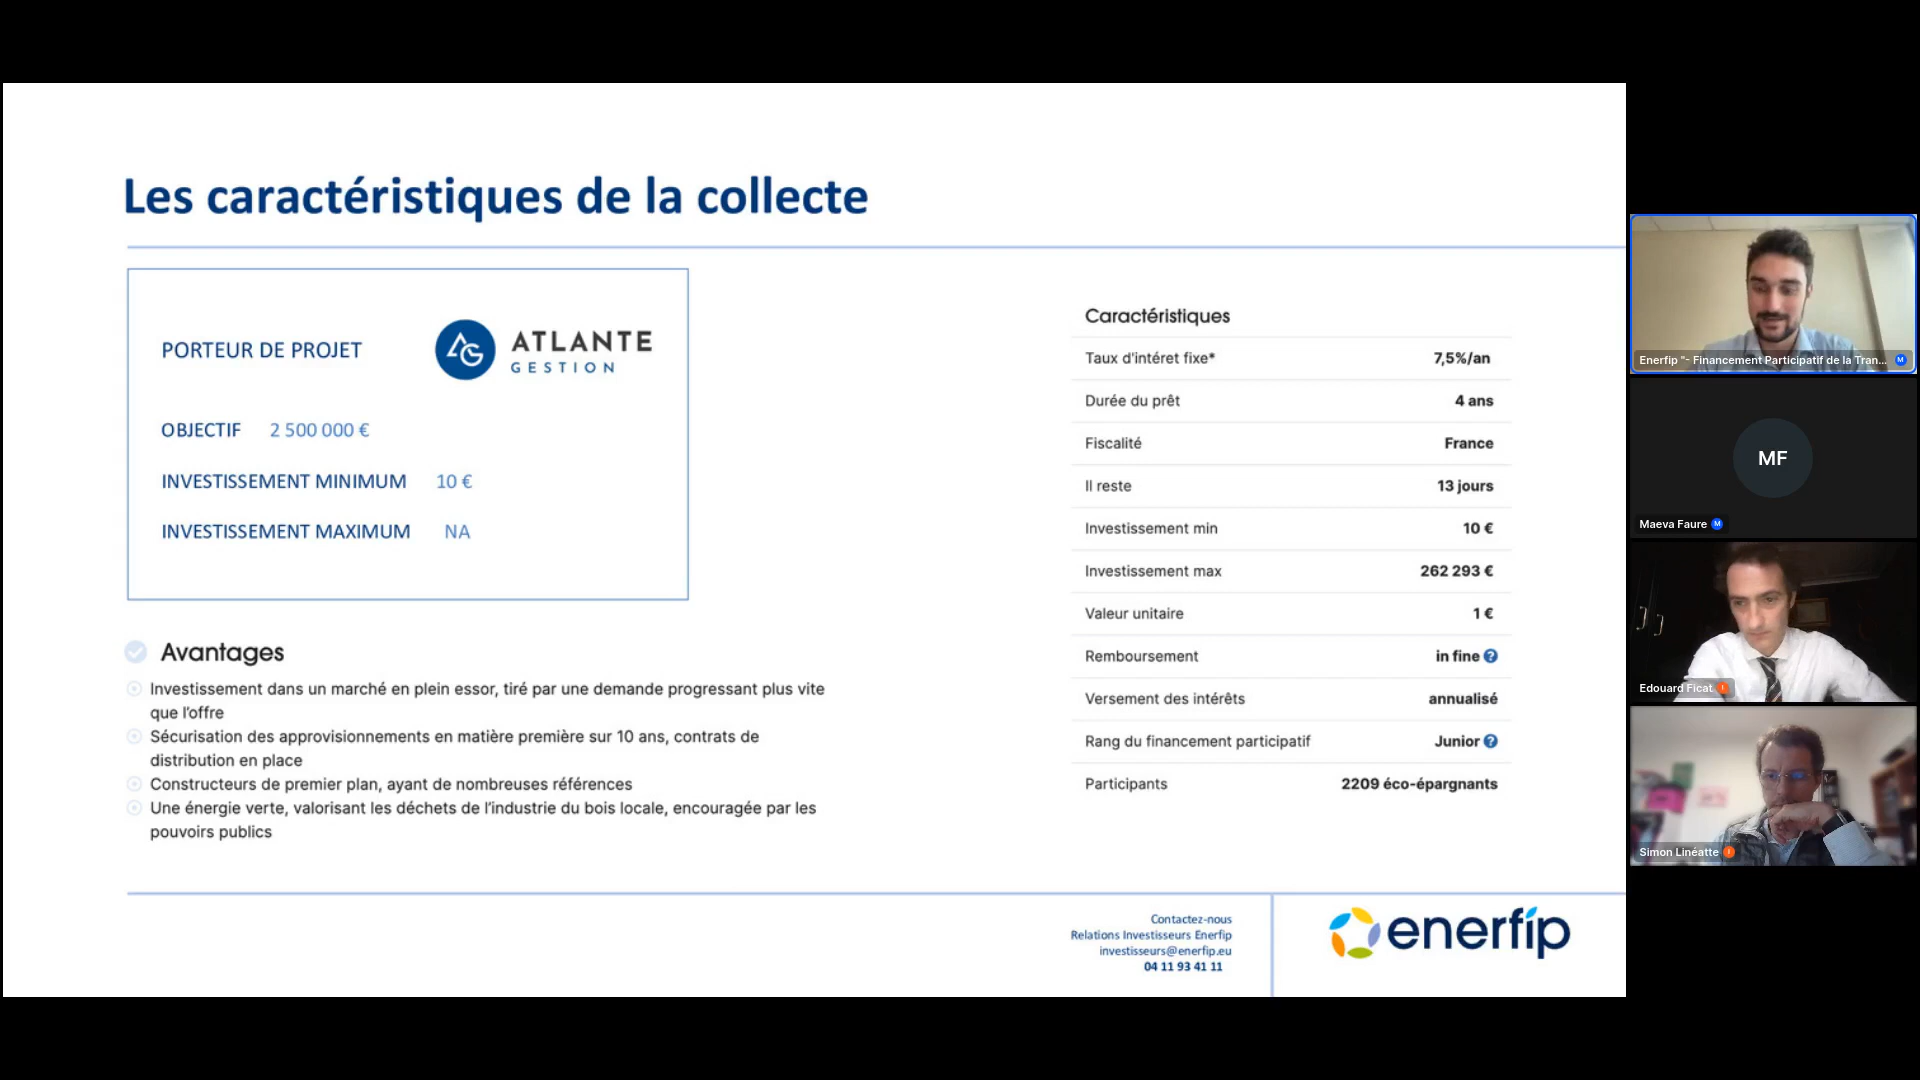 Les caractéristiques de la collecte
PORTEUR DE PROJET
ATLANTE
GESTION
OBJECTIF 2 500 000 €
INVESTISSEMENT MINIMUM 10 €
INVESTISSEMENT MAXIMUM NA
Avantages
Investissement dans un marché en plein essor, tiré par une demande progressant plus vite
que l'offre
Sécurisation des approvisionnements en matière première sur 10 ans, contrats de
distribution en place
Constructeurs de premier plan, ayant de nombreuses références
Une énergie verte, valorisant les déchets de l'industrie du bois locale, encouragée par les
pouvoirs publics
Caractéristiques
Taux d'intéret fixe* 7,5%/an
Durée du prêt 4 ans
Fiscalité France
Il reste 13 jours
Investissement min 10 €
Investissement max 262 293 €
Valeur unitaire 1 €
Remboursement in fine ?
Versement des intérêts annualisé
Rang du financement participatif Junior ?
Participants 2209 éco-épargnants
Contactez-nous
Relations Investisseurs Enerfip
investisseurs@enerfip.eu
04 11 93 41 11
enerfip
Enerfip "- Financement Participatif de la Tran... M
MF
Maeva Faure M
Edouard Ficat I
Simon Linéatte I